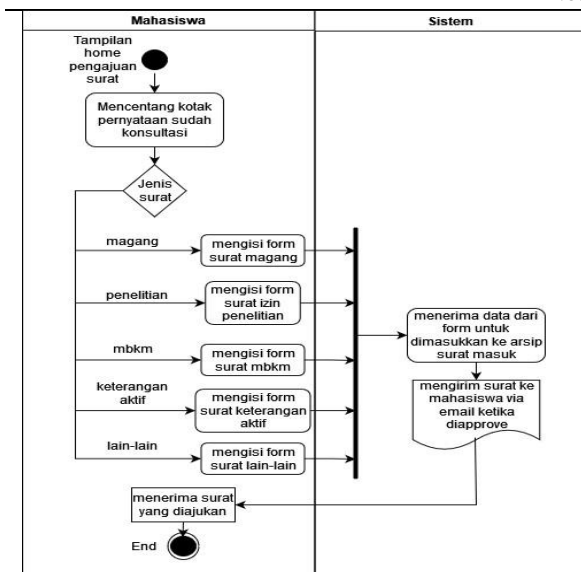 Mahasiswa
Sistem
Tampilan
home
pengajuan
surat
Mencentang kotak
pernyataan sudah
konsultasi
Jenis
surat
magang
mengisi form
surat magang
penelitian
mengisi form
surat izin
penelitian
mbkm
mengisi form
surat mbkm
keterangan
aktif
mengisi form
surat keterangan
aktif
lain-lain
mengisi form
surat lain-lain
menerima data dari
form untuk
dimasukkan ke arsip
surat masuk
mengirim surat ke
mahasiswa via
email ketika
diapprove
menerima surat
yang diajukan
End